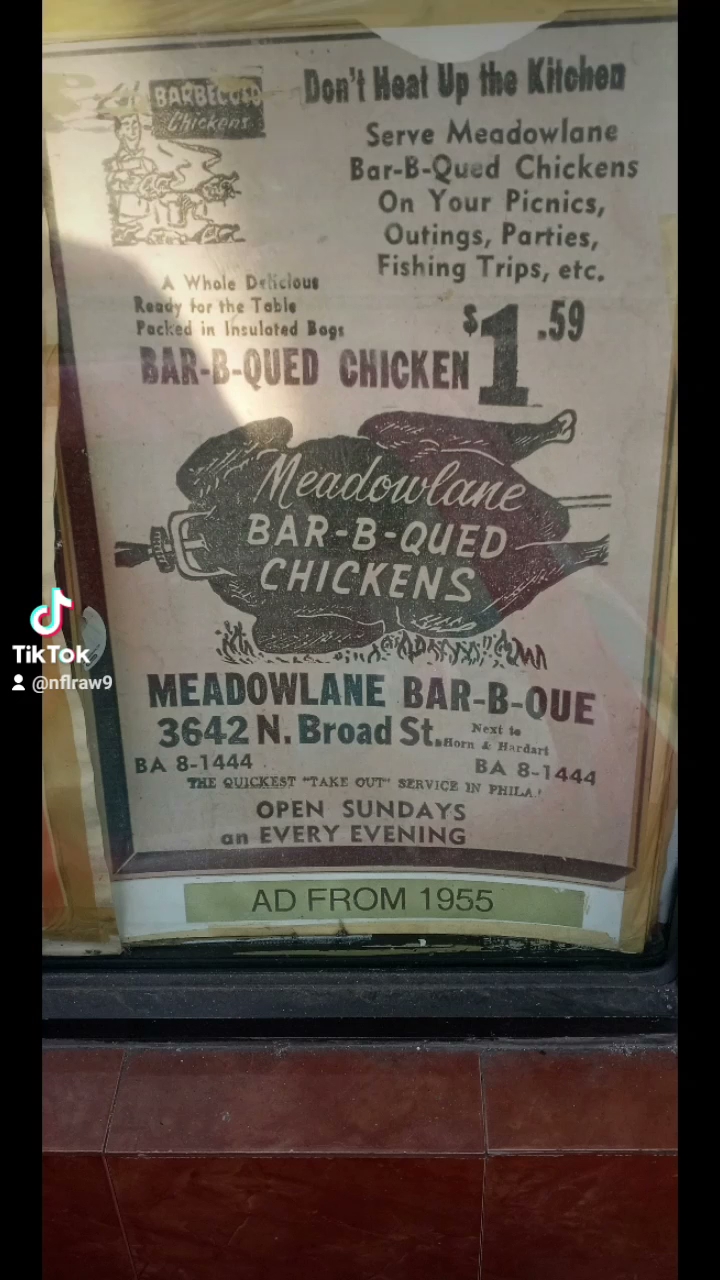 BARBECUED
Chickens
Don't Heat Up the Kitchen
Serve Meadowlane
Bar-B-Qued Chickens
On Your Picnics,
Outings, Parties,
Fishing Trips, etc.
A Whole Delicious
Ready for the Table
Packed in Insulated Bags
BAR-B-QUED CHICKEN
$1.59
Meadowlane
BAR-B-QUED
CHICKENS
TikTok
@nflraw9
MEADOWLANE BAR-B-QUE
3642 N. Broad St.
Next to
Horn & Hardart
BA 8-1444
BA 8-1444
THE QUICKEST "TAKE OUT" SERVICE IN PHILA.
OPEN SUNDAYS
an EVERY EVENING
AD FROM 1955